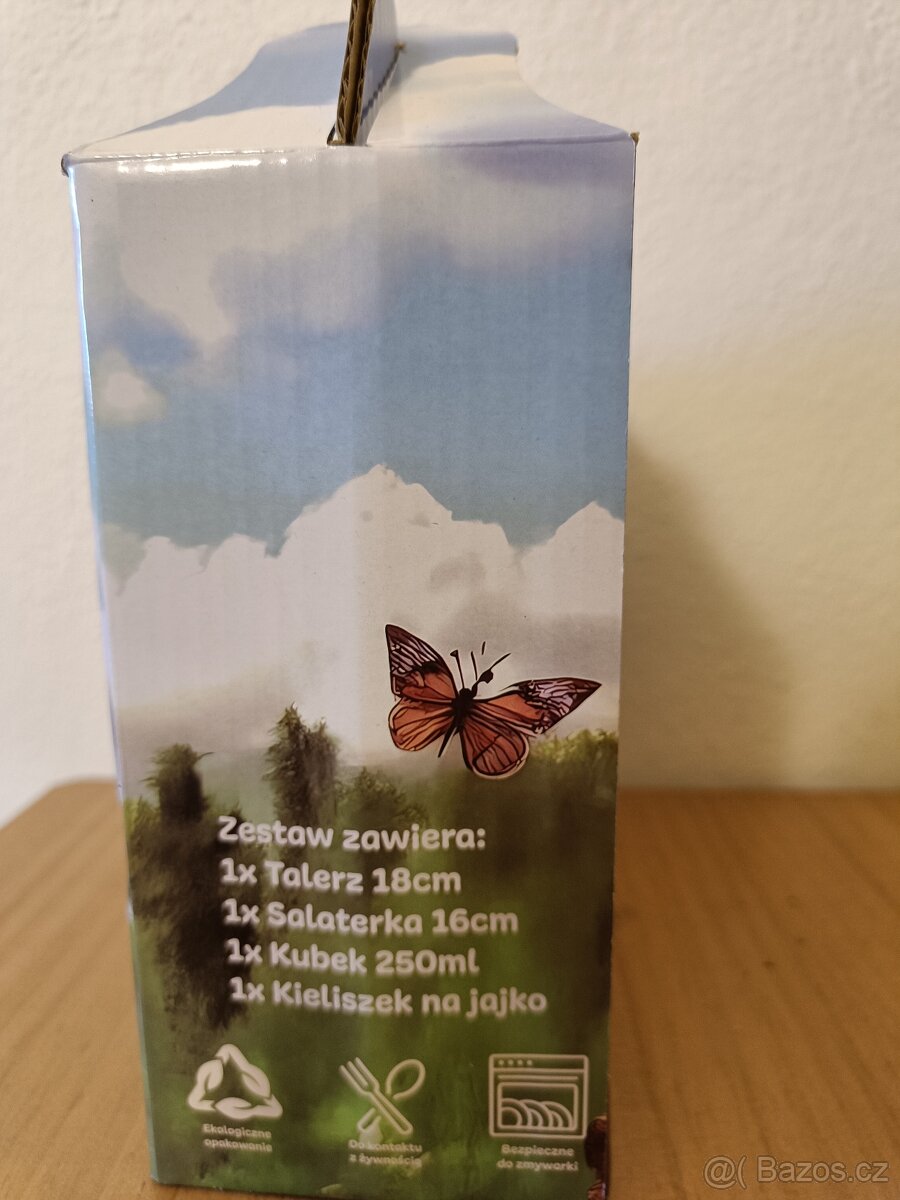 Zestaw zawiera:
1x Talerz 18cm
1x Salaterka 16cm
1x Kubek 250ml
1x Kieliszek na jajko
Ekologiczne
opakowanie
Do kontaktu
z żywnością
Bezpieczne
do zmywarki
@( Bazos.cz